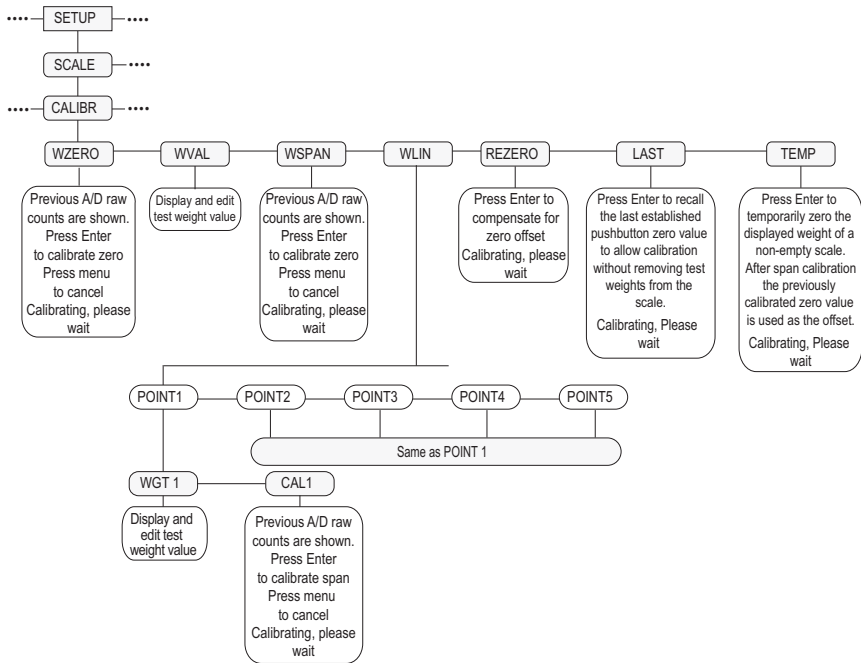 •••• SETUP ••••
SCALE ••••
•••• CALIBR ••••
WZERO
WVAL
WSPAN
WLIN
REZERO
LAST
TEMP
Previous A/D raw
counts are shown.
Press Enter
to calibrate zero
Press menu
to cancel
Calibrating, please
wait
Display and edit
test weight value
Previous A/D raw
counts are shown.
Press Enter
to calibrate zero
Press menu
to cancel
Calibrating, please
wait
Press Enter to
compensate for
zero offset
Calibrating, please
wait
Press Enter to recall
the last established
pushbutton zero value
to allow calibration
without removing test
weights from the
scale.
Calibrating, Please
wait
Press Enter to
temporarily zero the
displayed weight of a
non-empty scale.
After span calibration
the previously
calibrated zero value
is used as the offset.
Calibrating, Please
wait
POINT1
POINT2
POINT3
POINT4
POINT5
Same as POINT 1
WGT 1
CAL1
Display and
edit test
weight value
Previous A/D raw
counts are shown.
Press Enter
to calibrate span
Press menu
to cancel
Calibrating, please
wait